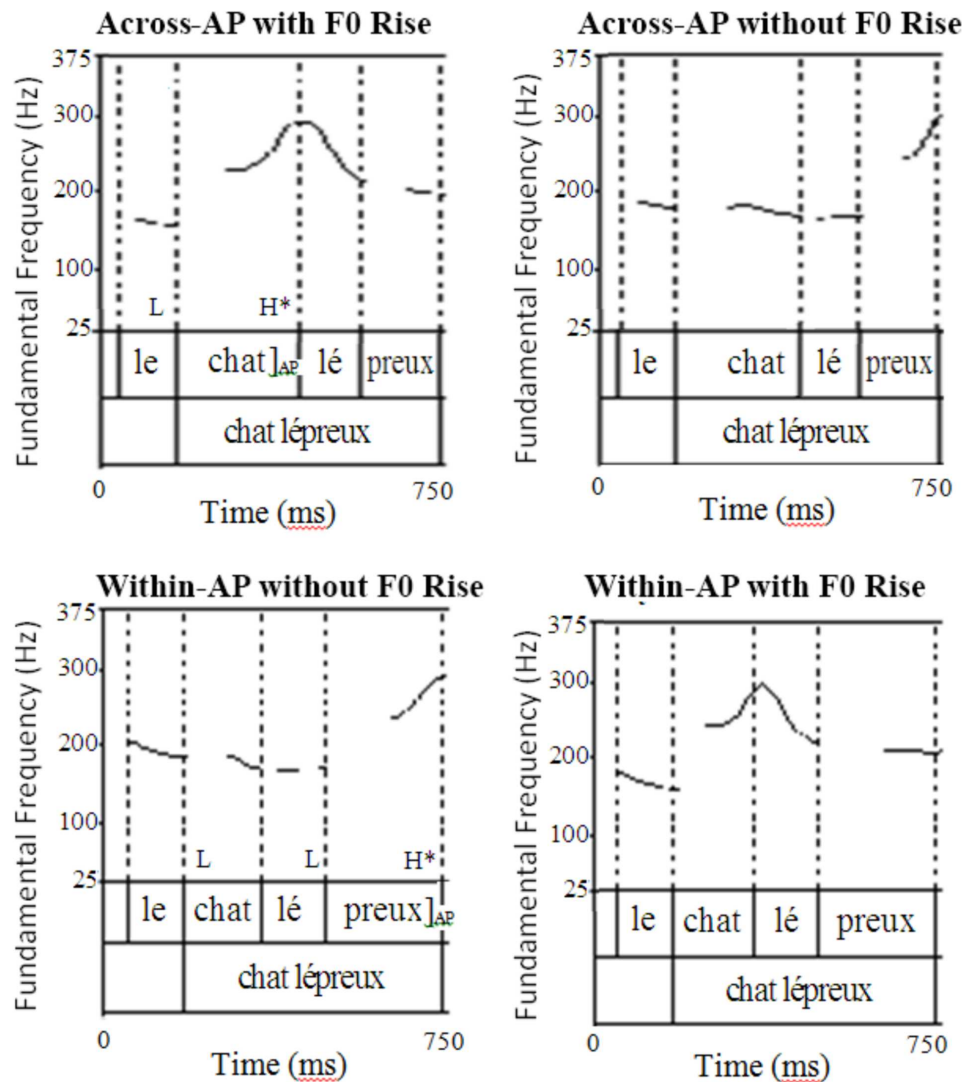 Across-AP with F0 Rise
Fundamental Frequency (Hz)
375
300
200
100
25
L
H*
le
chat]AP
lé
preux
chat lépreux
0
750
Time (ms)
Across-AP without F0 Rise
Fundamental Frequency (Hz)
375
300
200
100
25
le
chat
lé
preux
chat lépreux
0
750
Time (ms)
Within-AP without F0 Rise
Fundamental Frequency (Hz)
375
300
200
100
25
L
L
H*
le
chat
lé
preux]AP
chat lépreux
0
750
Time (ms)
Within-AP with F0 Rise
Fundamental Frequency (Hz)
375
300
200
100
25
le
chat
lé
preux
chat lépreux
0
750
Time (ms)